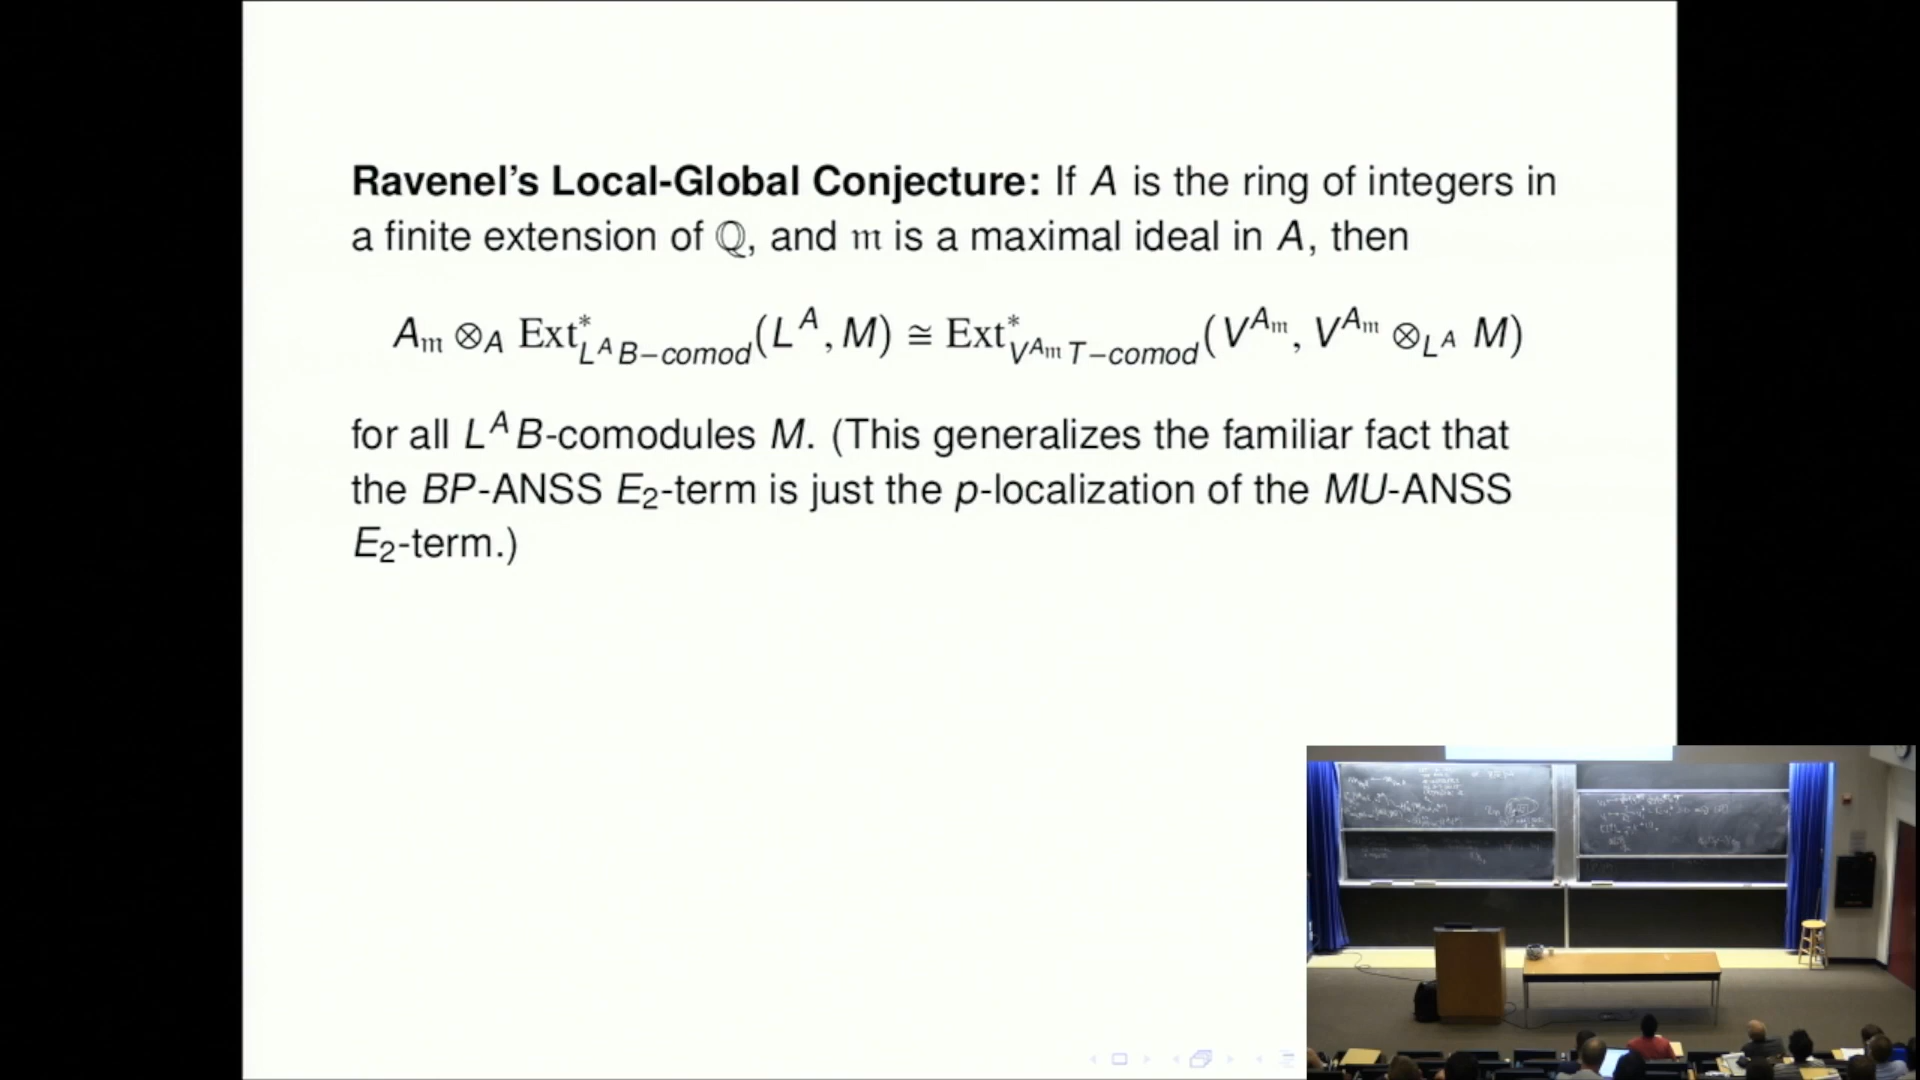 Ravenel's Local-Global Conjecture: If A is the ring of integers in
a finite extension of ℚ, and 𝔪 is a maximal ideal in A, then
A_𝔪 ⊗_A Ext*_{L^A B−comod}(L^A, M) ≅ Ext*_{V^{A_𝔪} T−comod}(V^{A_𝔪}, V^{A_𝔪} ⊗_{L^A} M)
for all L^A B-comodules M. (This generalizes the familiar fact that
the BP-ANSS E₂-term is just the p-localization of the MU-ANSS
E₂-term.)